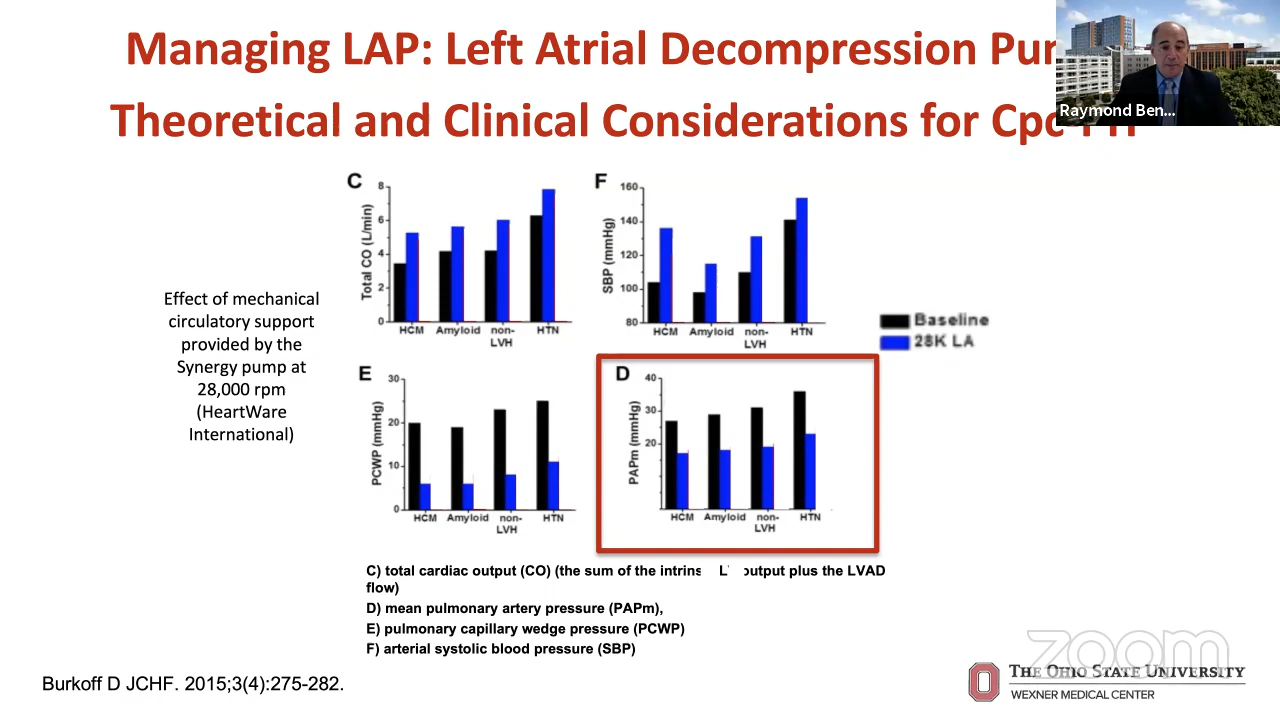 Managing LAP: Left Atrial Decompression
Theoretical and Clinical Considerations for
Raymond Ben...
C
8
6
4
2
0
Total CO (L/min)
HCM Amyloid non-LVH HTN
F
160
140
120
100
80
SBP (mmHg)
HCM Amyloid non-LVH HTN
Effect of mechanical
circulatory support
provided by the
Synergy pump at
28,000 rpm
(HeartWare
International)
Baseline
28K LA
E
30
20
10
0
PCWP (mmHg)
HCM Amyloid non-LVH HTN
D
40
30
20
PAPm (mmHg)
HCM Amyloid non-LVH HTN
C) total cardiac output (CO) (the sum of the intrins L output plus the LVAD
flow)
D) mean pulmonary artery pressure (PAPm),
E) pulmonary capillary wedge pressure (PCWP)
F) arterial systolic blood pressure (SBP)
zoom
THE OHIO STATE UNIVERSITY
WEXNER MEDICAL CENTER
Burkoff D JCHF. 2015;3(4):275-282.